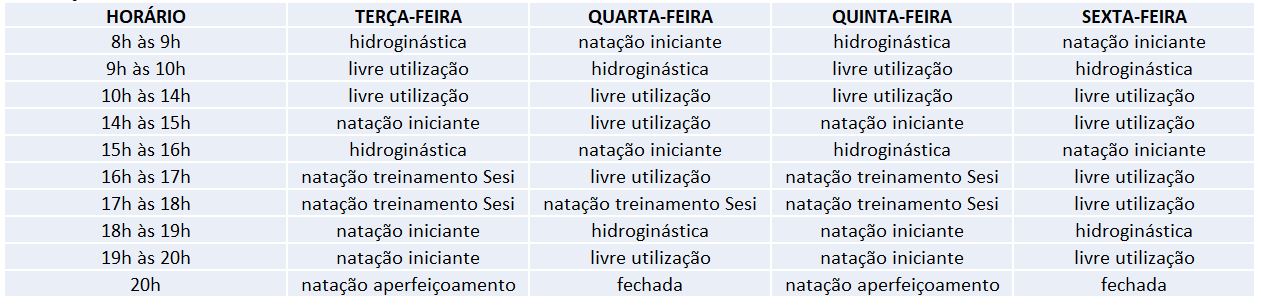 HORÁRIO TERÇA-FEIRA QUARTA-FEIRA QUINTA-FEIRA SEXTA-FEIRA
8h às 9h hidroginástica natação iniciante hidroginástica natação iniciante
9h às 10h livre utilização hidroginástica livre utilização hidroginástica
10h às 14h livre utilização livre utilização livre utilização livre utilização
14h às 15h natação iniciante livre utilização natação iniciante livre utilização
15h às 16h hidroginástica natação iniciante hidroginástica natação iniciante
16h às 17h natação treinamento Sesi livre utilização natação treinamento Sesi livre utilização
17h às 18h natação treinamento Sesi natação treinamento Sesi natação treinamento Sesi livre utilização
18h às 19h natação iniciante hidroginástica natação iniciante hidroginástica
19h às 20h natação iniciante livre utilização natação iniciante livre utilização
20h natação aperfeiçoamento fechada natação aperfeiçoamento fechada